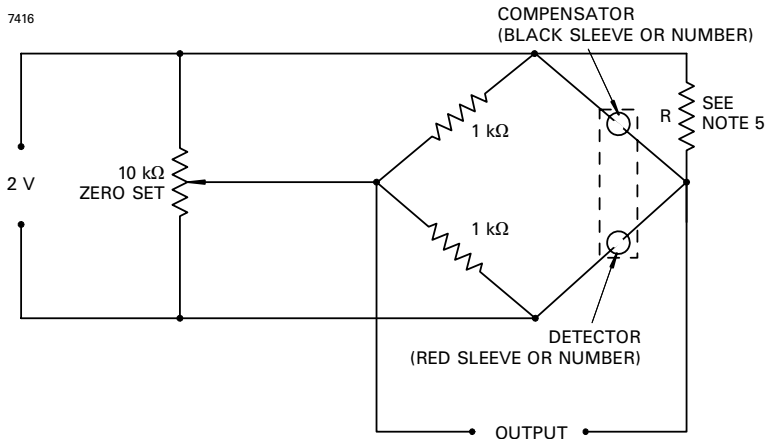 7416
COMPENSATOR
(BLACK SLEEVE OR NUMBER)
1 kΩ
R
SEE
NOTE 5
10 kΩ
ZERO SET
2 V
1 kΩ
DETECTOR
(RED SLEEVE OR NUMBER)
OUTPUT